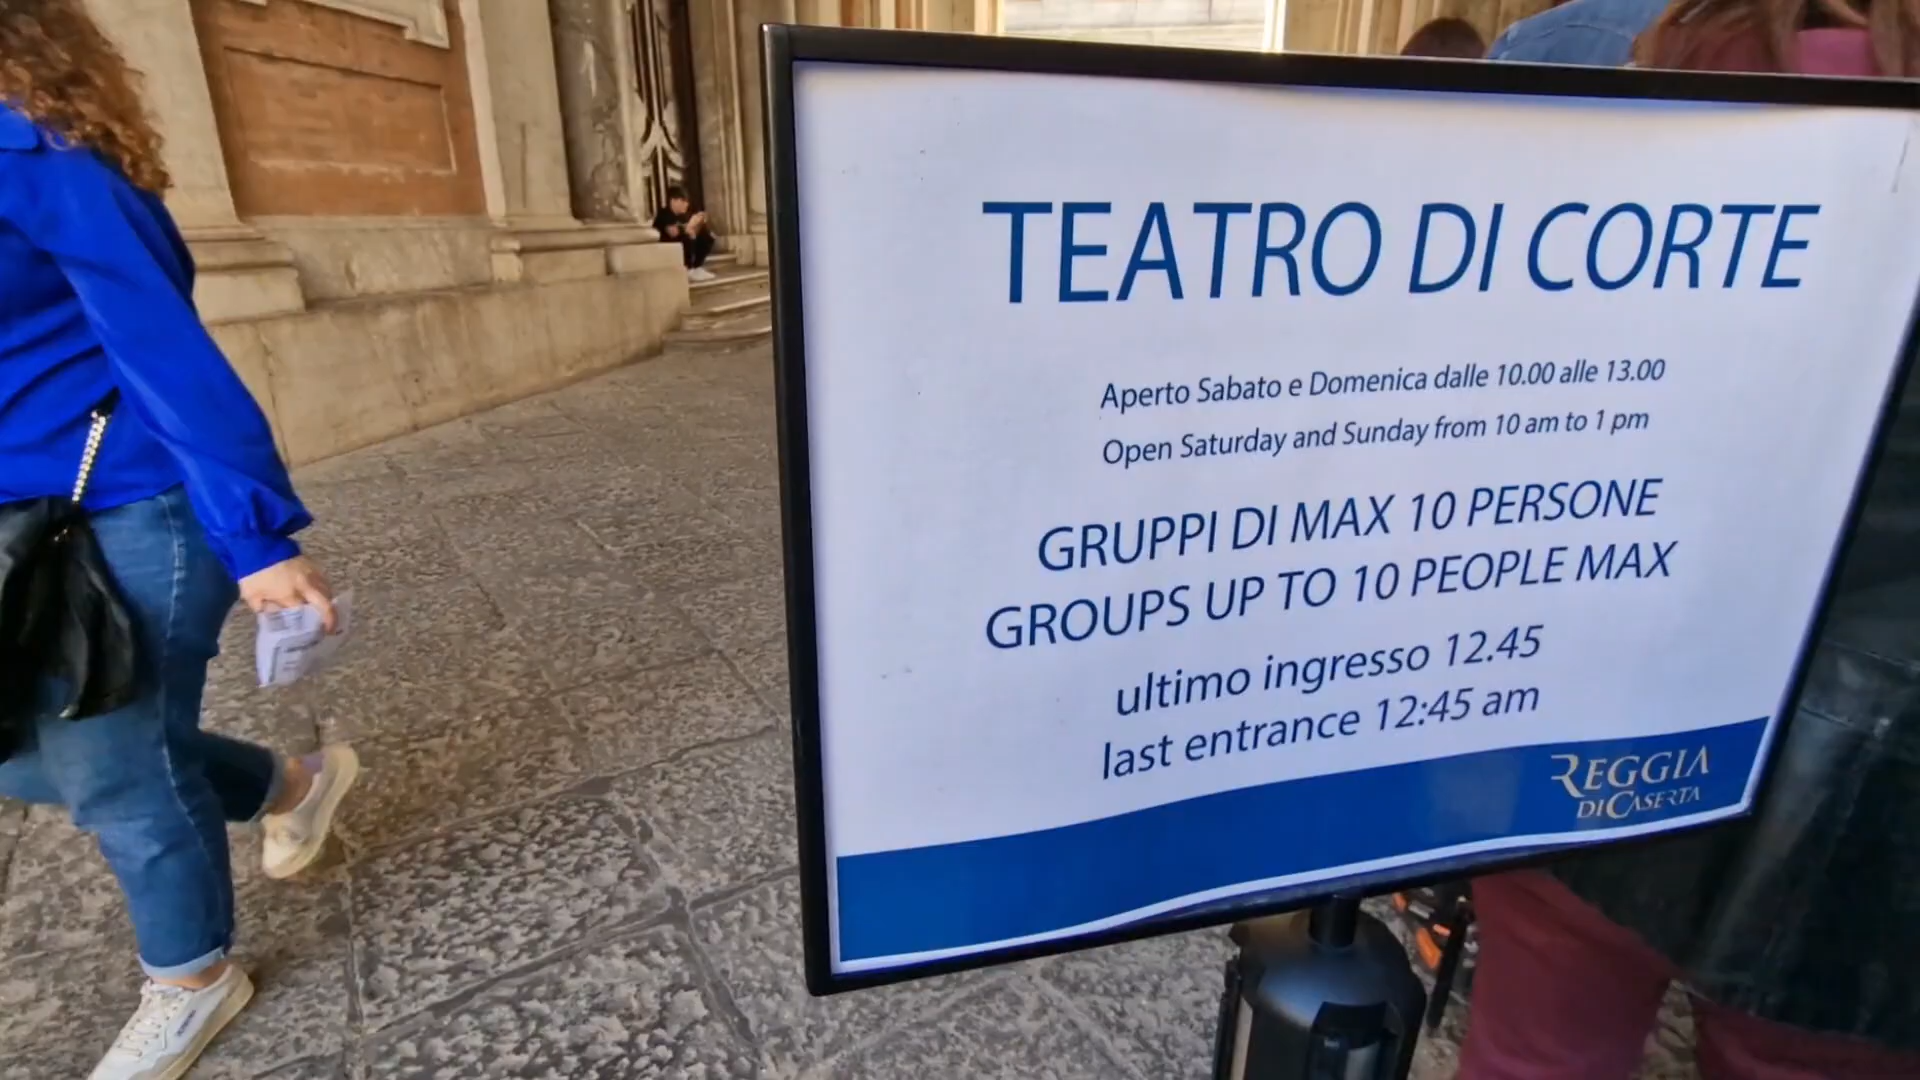 TEATRO DI CORTE
Aperto Sabato e Domenica dalle 10.00 alle 13.00
Open Saturday and Sunday from 10 am to 1 pm
GRUPPI DI MAX 10 PERSONE
GROUPS UP TO 10 PEOPLE MAX
ultimo ingresso 12.45
last entrance 12:45 am
REGGIA
DI CASERTA